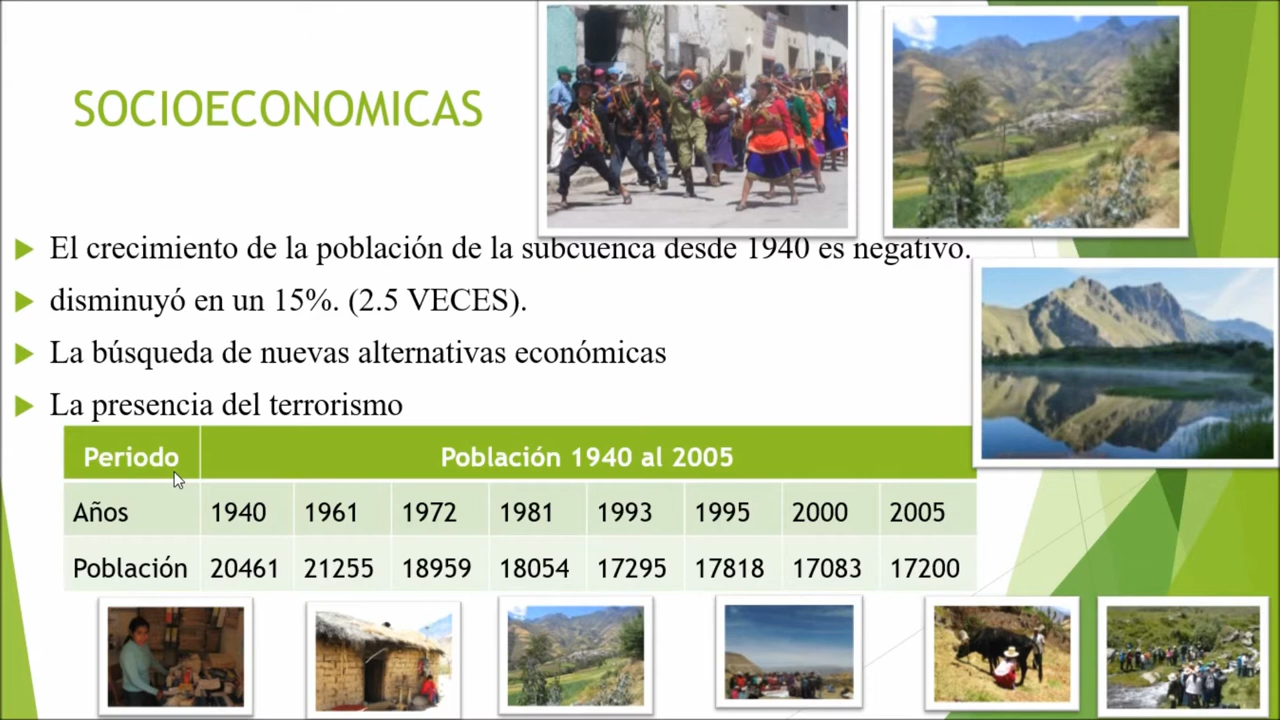 SOCIOECONOMICAS
El crecimiento de la población de la subcuenca desde 1940 es negativo.
disminuyó en un 15%. (2.5 VECES).
La búsqueda de nuevas alternativas económicas
La presencia del terrorismo
Periodo Población 1940 al 2005
Años 1940 1961 1972 1981 1993 1995 2000 2005
Población 20461 21255 18959 18054 17295 17818 17083 17200